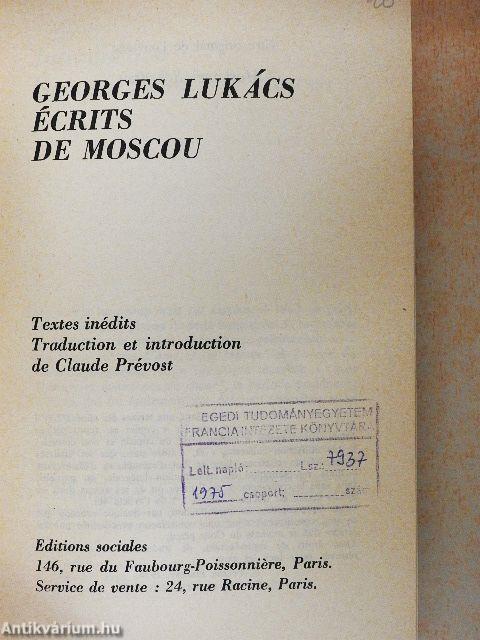 GEORGES LUKÁCS
ÉCRITS
DE MOSCOU
Textes inédits
Traduction et introduction
de Claude Prévost
EGEDI TUDOMÁNYEGYETEM
FRANCIA INTÉZETE KÖNYVTÁRA
Lelt. napló: Lsz.: 7937
1975 csoport; szám
Editions sociales
146, rue du Faubourg-Poissonnière, Paris.
Service de vente : 24, rue Racine, Paris.
Antikvárium.hu